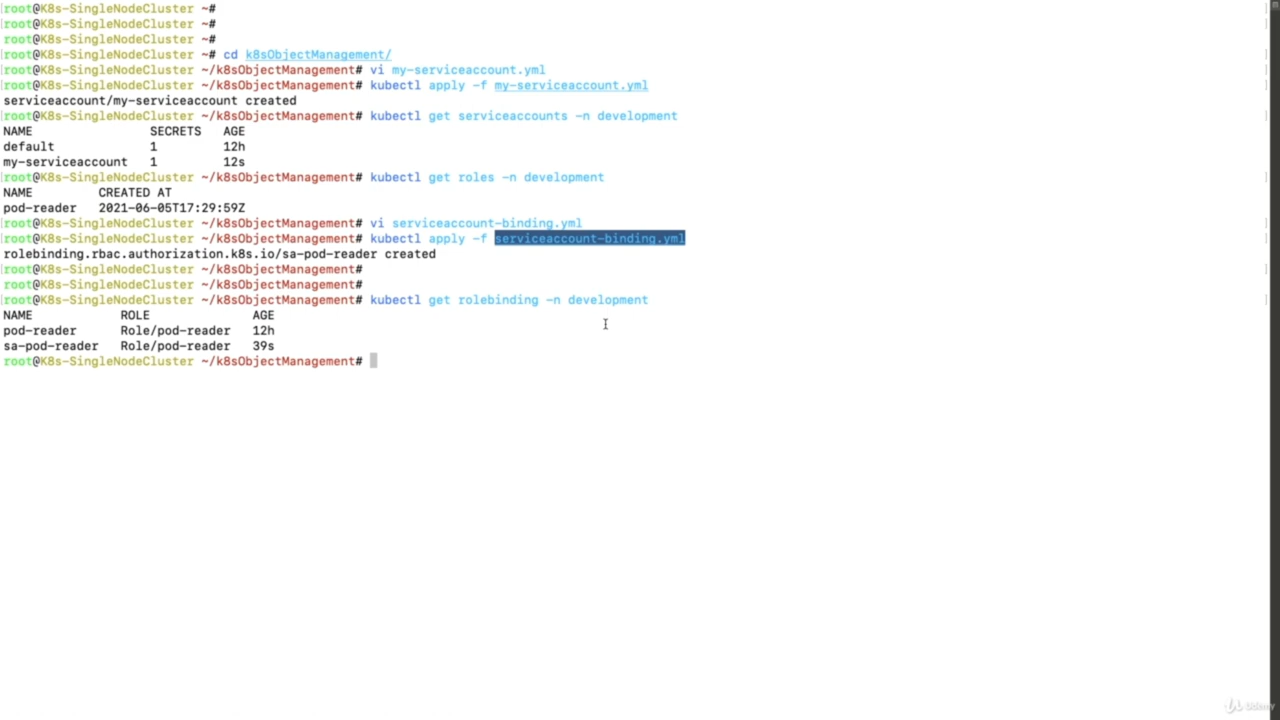 root@K8s-SingleNodeCluster ~#
root@K8s-SingleNodeCluster ~#
root@K8s-SingleNodeCluster ~#
root@K8s-SingleNodeCluster ~# cd k8sObjectManagement/
root@K8s-SingleNodeCluster ~/k8sObjectManagement# vi my-serviceaccount.yml
root@K8s-SingleNodeCluster ~/k8sObjectManagement# kubectl apply -f my-serviceaccount.yml
serviceaccount/my-serviceaccount created
root@K8s-SingleNodeCluster ~/k8sObjectManagement# kubectl get serviceaccounts -n development
NAME                SECRETS   AGE
default             1         12h
my-serviceaccount   1         12s
root@K8s-SingleNodeCluster ~/k8sObjectManagement# kubectl get roles -n development
NAME         CREATED AT
pod-reader   2021-06-05T17:29:59Z
root@K8s-SingleNodeCluster ~/k8sObjectManagement# vi serviceaccount-binding.yml
root@K8s-SingleNodeCluster ~/k8sObjectManagement# kubectl apply -f serviceaccount-binding.yml
rolebinding.rbac.authorization.k8s.io/sa-pod-reader created
root@K8s-SingleNodeCluster ~/k8sObjectManagement#
root@K8s-SingleNodeCluster ~/k8sObjectManagement#
root@K8s-SingleNodeCluster ~/k8sObjectManagement# kubectl get rolebinding -n development
NAME            ROLE              AGE
pod-reader      Role/pod-reader   12h
sa-pod-reader   Role/pod-reader   39s
root@K8s-SingleNodeCluster ~/k8sObjectManagement#
Udemy